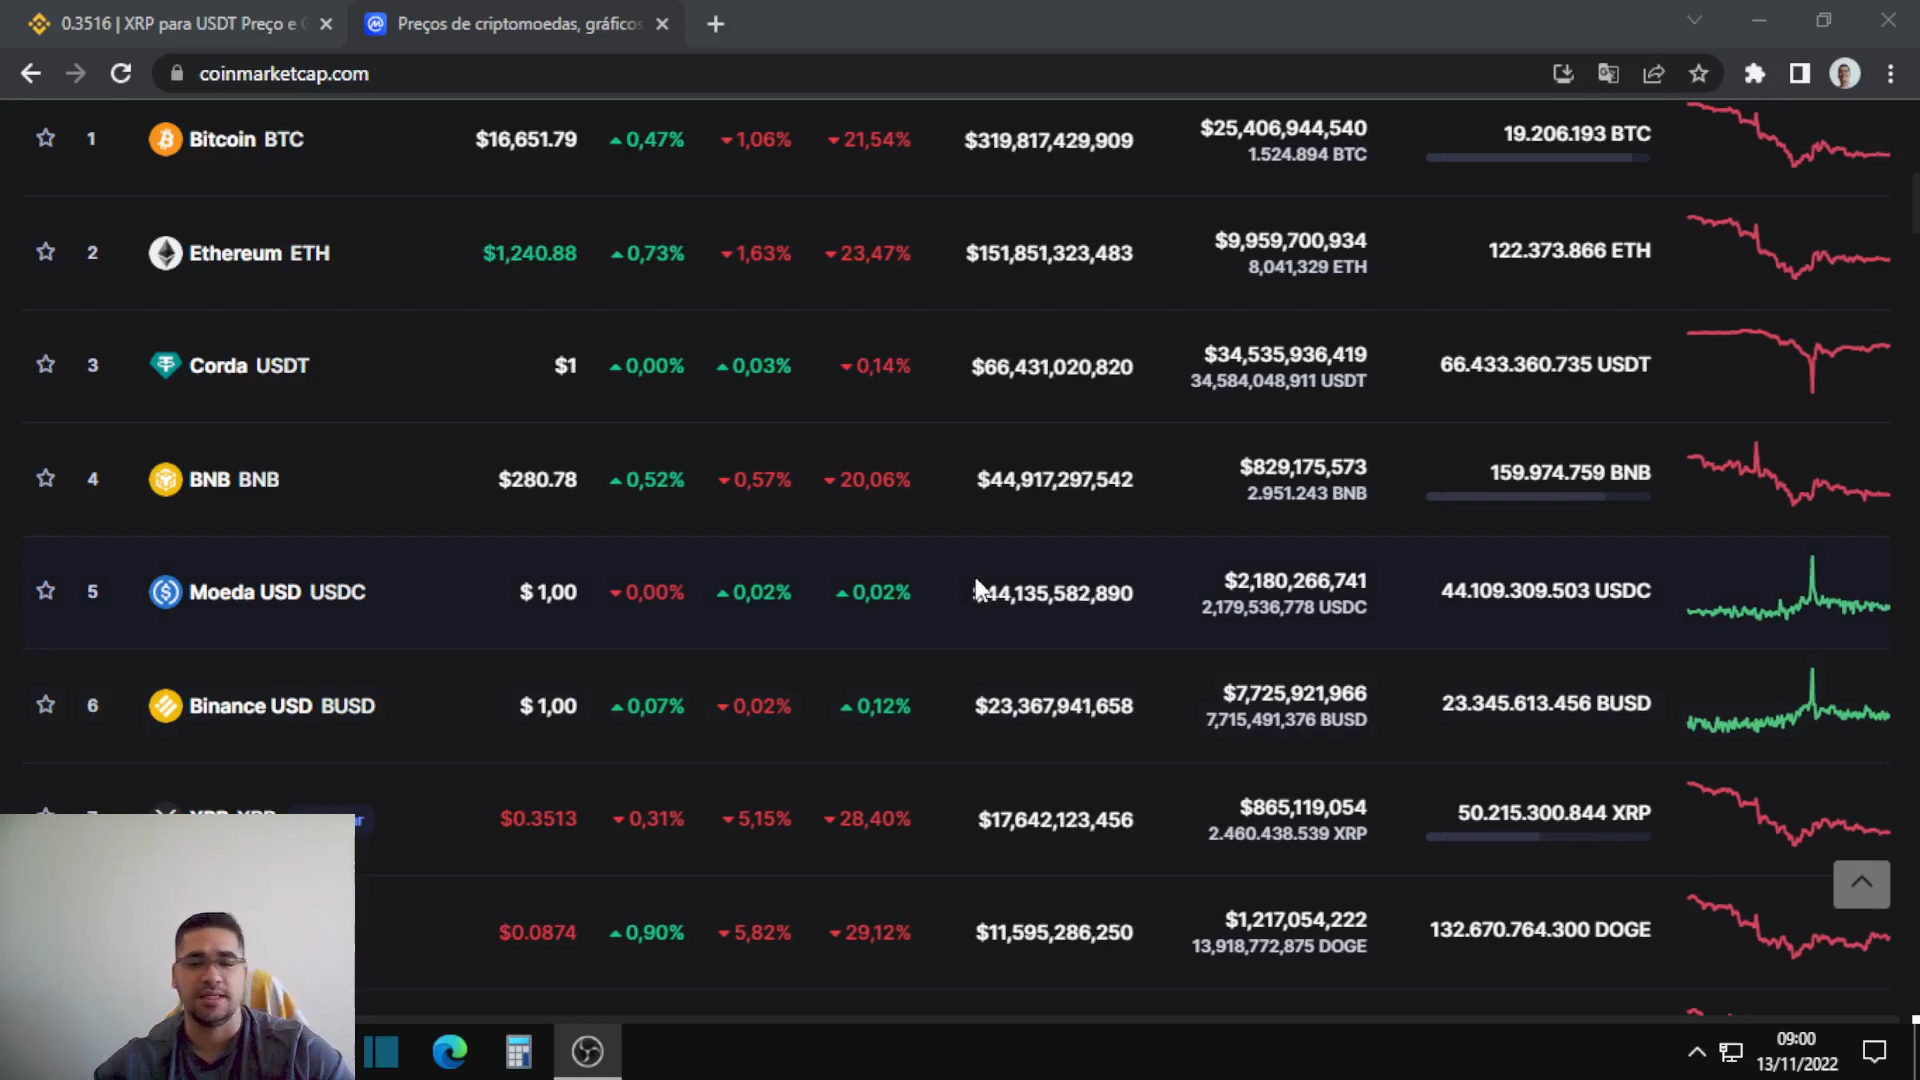 0.3516 | XRP para USDT Preço e
Preços de criptomoedas, gráficos
coinmarketcap.com
1 Bitcoin BTC $16,651.79 0,47% 1,06% 21,54% $319,817,429,909 $25,406,944,540 19.206.193 BTC
1.524.894 BTC
2 Ethereum ETH $1,240.88 0,73% 1,63% 23,47% $151,851,323,483 $9,959,700,934 122.373.866 ETH
8,041,329 ETH
3 Corda USDT $1 0,00% 0,03% 0,14% $66,431,020,820 $34,535,936,419 66.433.360.735 USDT
34,584,048,911 USDT
4 BNB BNB $280.78 0,52% 0,57% 20,06% $44,917,297,542 $829,175,573 159.974.759 BNB
2.951.243 BNB
5 Moeda USD USDC $ 1,00 0,00% 0,02% 0,02% 44,135,582,890 $2,180,266,741 44.109.309.503 USDC
2,179,536,778 USDC
6 Binance USD BUSD $ 1,00 0,07% 0,02% 0,12% $23,367,941,658 $7,725,921,966 23.345.613.456 BUSD
7,715,491,376 BUSD
XRP XRP $0.3513 0,31% 5,15% 28,40% $17,642,123,456 $865,119,054 50.215.300.844 XRP
2.460.438.539 XRP
$0.0874 0,90% 5,82% 29,12% $11,595,286,250 $1,217,054,222 132.670.764.300 DOGE
13,918,772,875 DOGE
09:00
13/11/2022